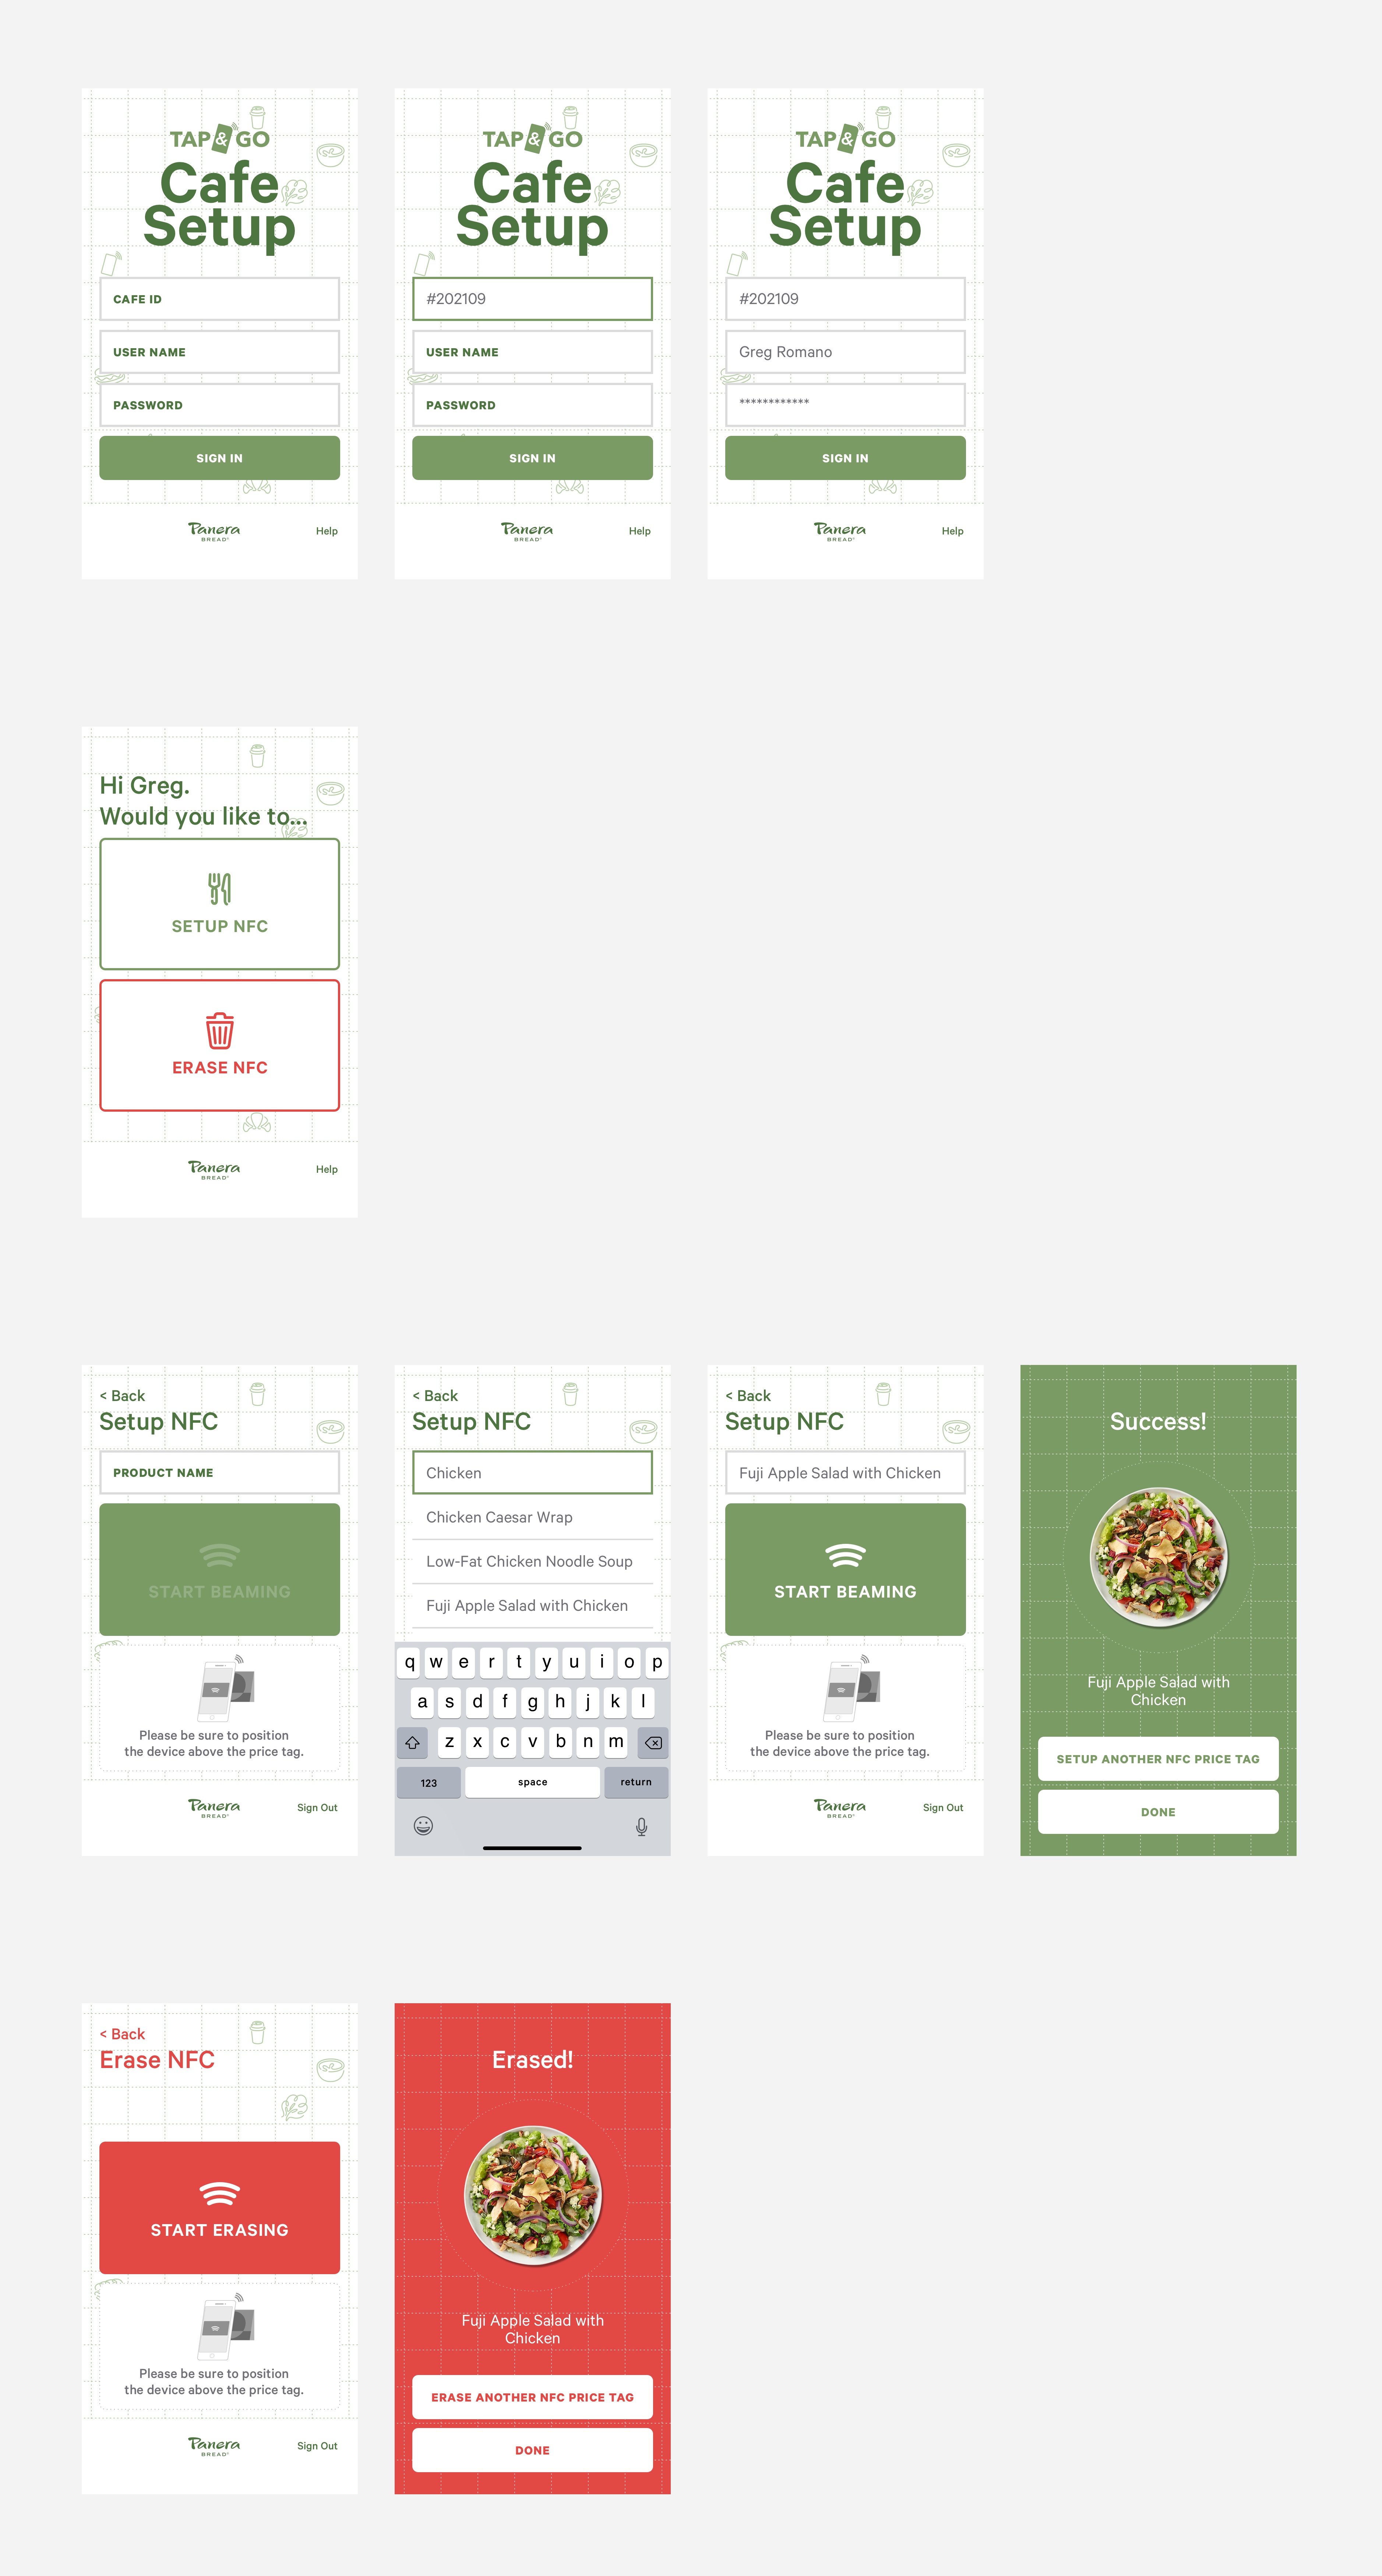 TAP & GO
Cafe
Setup
CAFE ID
USER NAME
PASSWORD
SIGN IN
Panera
BREAD®
Help
TAP & GO
Cafe
Setup
#202109
USER NAME
PASSWORD
SIGN IN
Panera
BREAD®
Help
TAP & GO
Cafe
Setup
#202109
Greg Romano
************
SIGN IN
Panera
BREAD®
Help
Hi Greg.
Would you like to...
SETUP NFC
ERASE NFC
Panera
BREAD®
Help
< Back
Setup NFC
PRODUCT NAME
START BEAMING
Please be sure to position
the device above the price tag.
Panera
BREAD®
Sign Out
< Back
Setup NFC
Chicken
Chicken Caesar Wrap
Low-Fat Chicken Noodle Soup
Fuji Apple Salad with Chicken
q w e r t y u i o p
a s d f g h j k l
z x c v b n m
123 space return
< Back
Setup NFC
Fuji Apple Salad with Chicken
START BEAMING
Please be sure to position
the device above the price tag.
Panera
BREAD®
Sign Out
Success!
Fuji Apple Salad with
Chicken
SETUP ANOTHER NFC PRICE TAG
DONE
< Back
Erase NFC
START ERASING
Please be sure to position
the device above the price tag.
Panera
BREAD®
Sign Out
Erased!
Fuji Apple Salad with
Chicken
ERASE ANOTHER NFC PRICE TAG
DONE